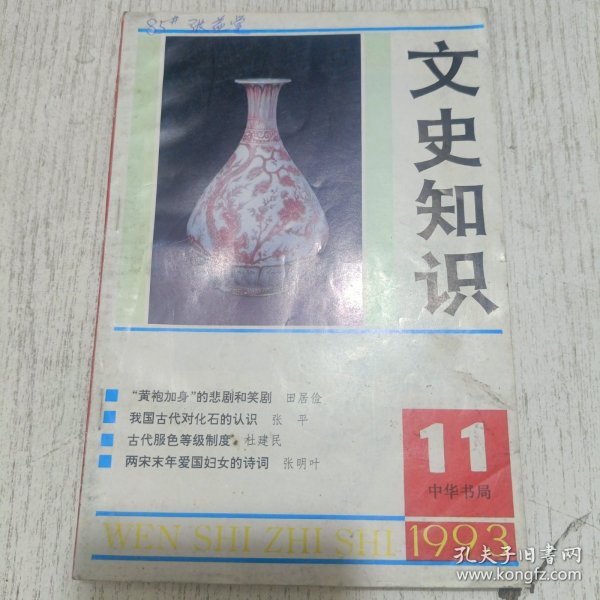 85#
文史知识
"黄袍加身"的悲剧和笑剧 田居俭
我国古代对化石的认识 张 平
古代服色等级制度 杜建民
两宋末年爱国妇女的诗词 张明叶
11
中华书局
WEN SHI ZHI SHI
1993
孔夫子旧书网
www.kongfz.com